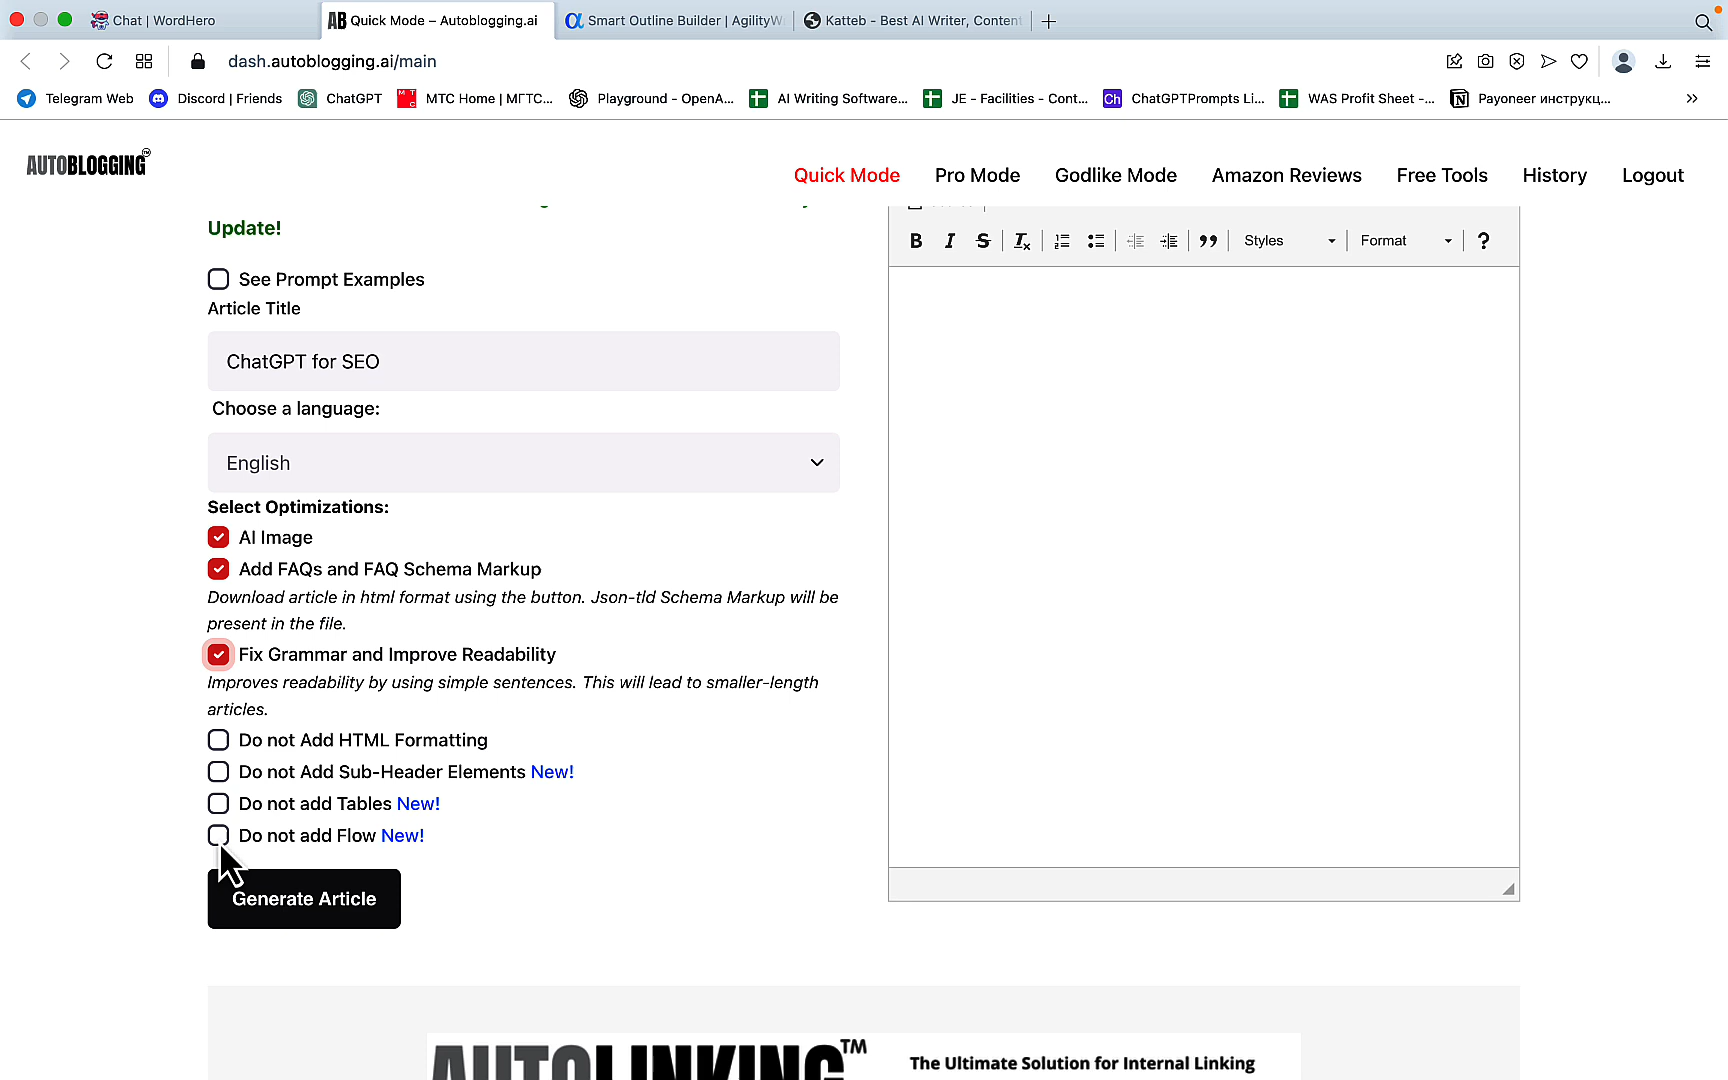 Chat | WordHero
AB Quick Mode – Autoblogging.ai
Smart Outline Builder | AgilityW
Katteb - Best AI Writer, Content
dash.autoblogging.ai/main
Telegram Web
Discord | Friends
ChatGPT
МТС Home | МГТС...
Playground - OpenA...
AI Writing Software...
JE - Facilities - Cont...
Ch ChatGPTPrompts Li...
WAS Profit Sheet -...
Payoneer инструкц...
AUTOBLOGGING™
Quick Mode
Pro Mode
Godlike Mode
Amazon Reviews
Free Tools
History
Logout
Update!
See Prompt Examples
Article Title
ChatGPT for SEO
Choose a language:
English
Select Optimizations:
AI Image
Add FAQs and FAQ Schema Markup
Download article in html format using the button. Json-tld Schema Markup will be
present in the file.
Fix Grammar and Improve Readability
Improves readability by using simple sentences. This will lead to smaller-length
articles.
Do not Add HTML Formatting
Do not Add Sub-Header Elements New!
Do not add Tables New!
Do not add Flow New!
Generate Article
B I S Tx
Styles
Format
?
AUTOLINKING™
The Ultimate Solution for Internal Linking